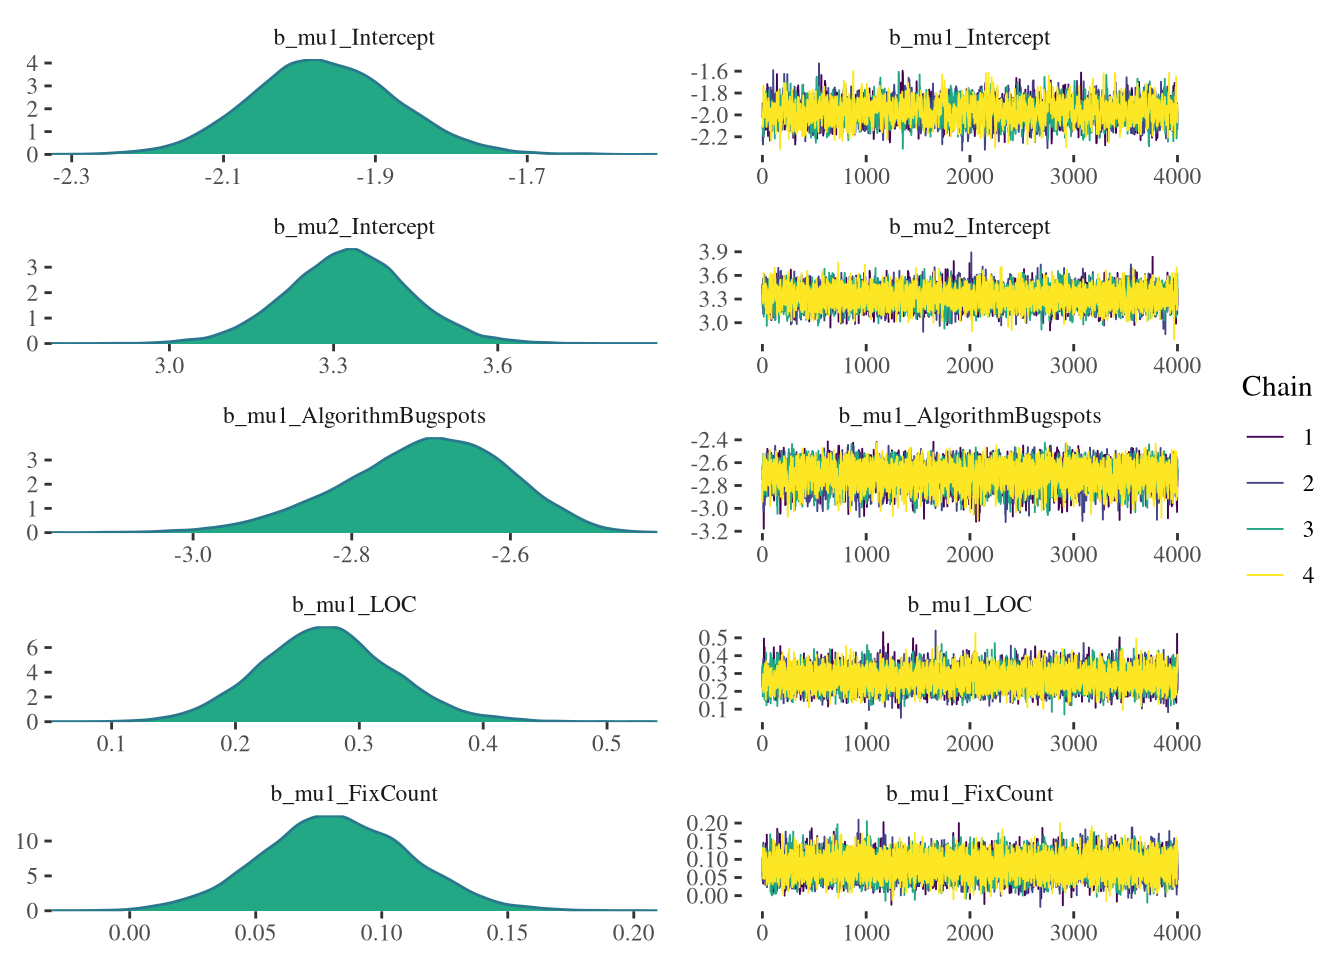 b_mu1_Intercept
4
3
2
1
0
-2.3 -2.1 -1.9 -1.7
b_mu1_Intercept
-1.6
-1.8
-2.0
-2.2
0 1000 2000 3000 4000
b_mu2_Intercept
3
2
1
0
3.0 3.3 3.6
b_mu2_Intercept
3.9
3.6
3.3
3.0
0 1000 2000 3000 4000
b_mu1_AlgorithmBugspots
3
2
1
0
-3.0 -2.8 -2.6
b_mu1_AlgorithmBugspots
-2.4
-2.6
-2.8
-3.0
-3.2
0 1000 2000 3000 4000
b_mu1_LOC
6
4
2
0
0.1 0.2 0.3 0.4 0.5
b_mu1_LOC
0.5
0.4
0.3
0.2
0.1
0 1000 2000 3000 4000
b_mu1_FixCount
10
5
0
0.00 0.05 0.10 0.15 0.20
b_mu1_FixCount
0.20
0.15
0.10
0.05
0.00
0 1000 2000 3000 4000
Chain
1
2
3
4